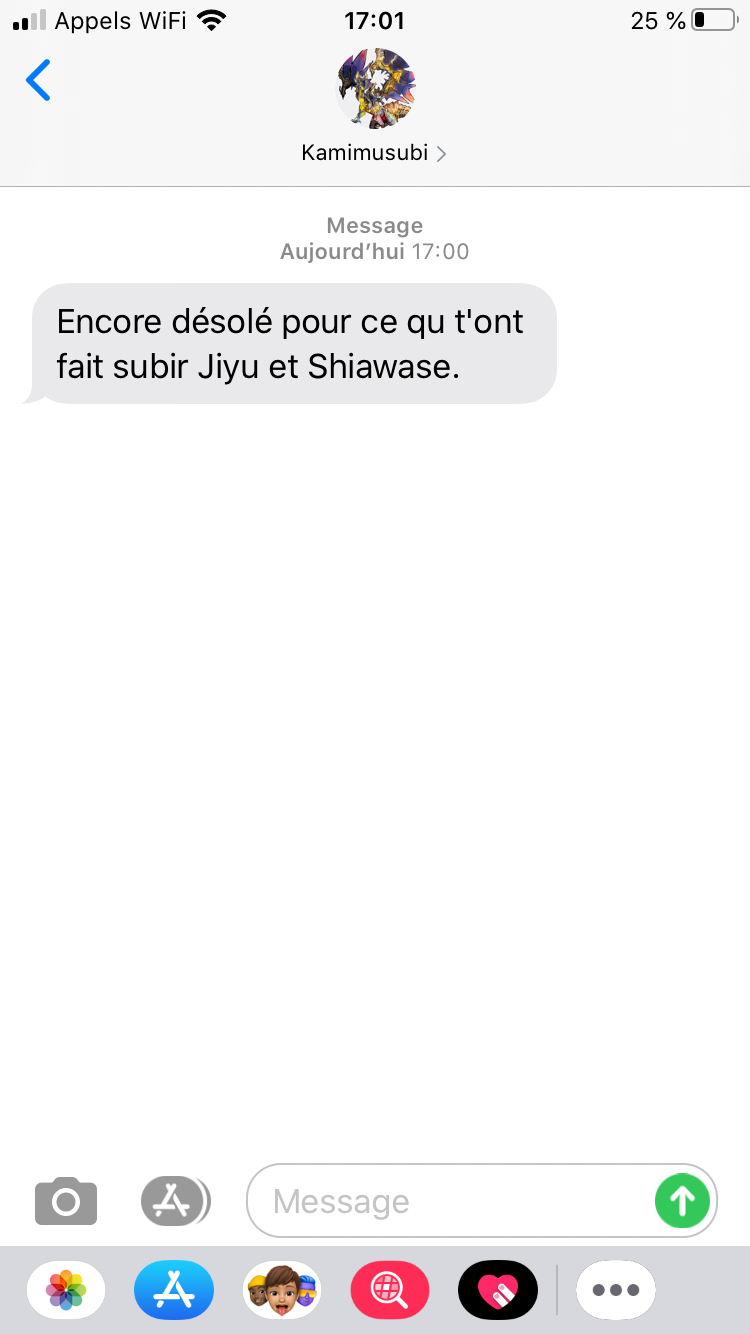 Appels WiFi 17:01 25 %
Kamimusubi
Message
Aujourd’hui 17:00
Encore désolé pour ce qu t'ont
fait subir Jiyu et Shiawase.
Message